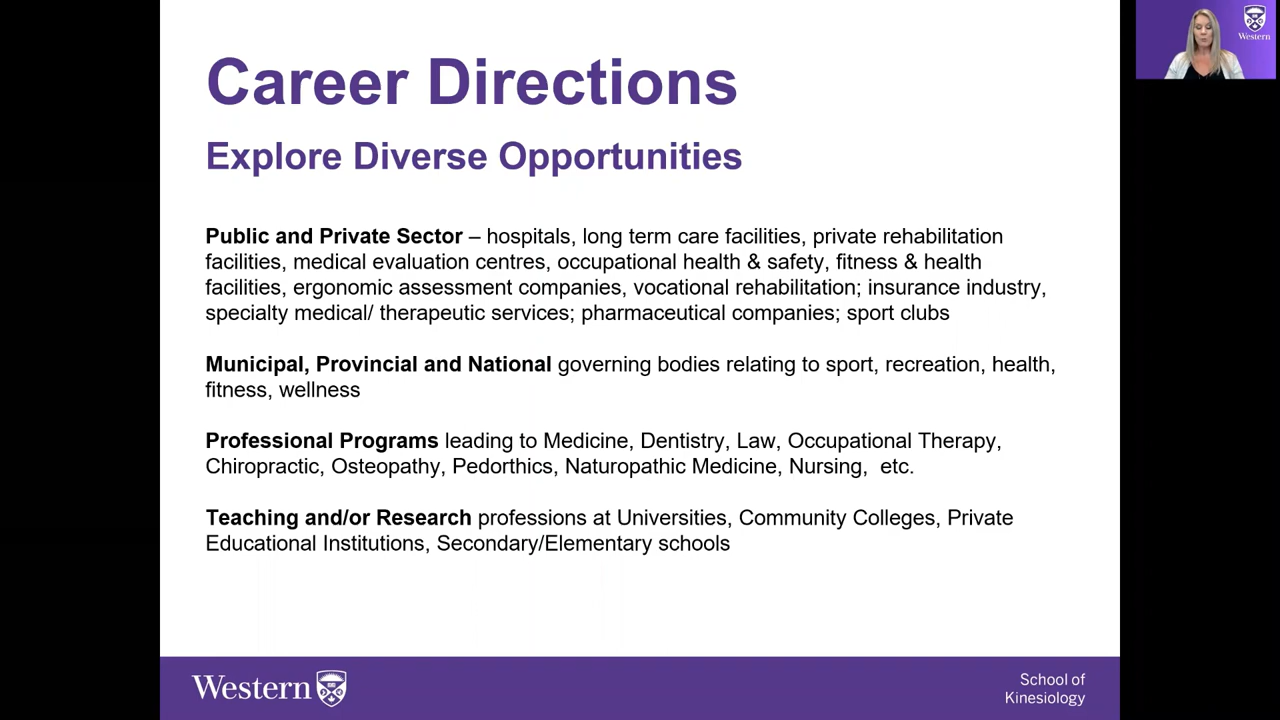 Career Directions
Explore Diverse Opportunities
Public and Private Sector – hospitals, long term care facilities, private rehabilitation
facilities, medical evaluation centres, occupational health & safety, fitness & health
facilities, ergonomic assessment companies, vocational rehabilitation; insurance industry,
specialty medical/ therapeutic services; pharmaceutical companies; sport clubs
Municipal, Provincial and National governing bodies relating to sport, recreation, health,
fitness, wellness
Professional Programs leading to Medicine, Dentistry, Law, Occupational Therapy,
Chiropractic, Osteopathy, Pedorthics, Naturopathic Medicine, Nursing,  etc.
Teaching and/or Research professions at Universities, Community Colleges, Private
Educational Institutions, Secondary/Elementary schools
Western
School of
Kinesiology
Western